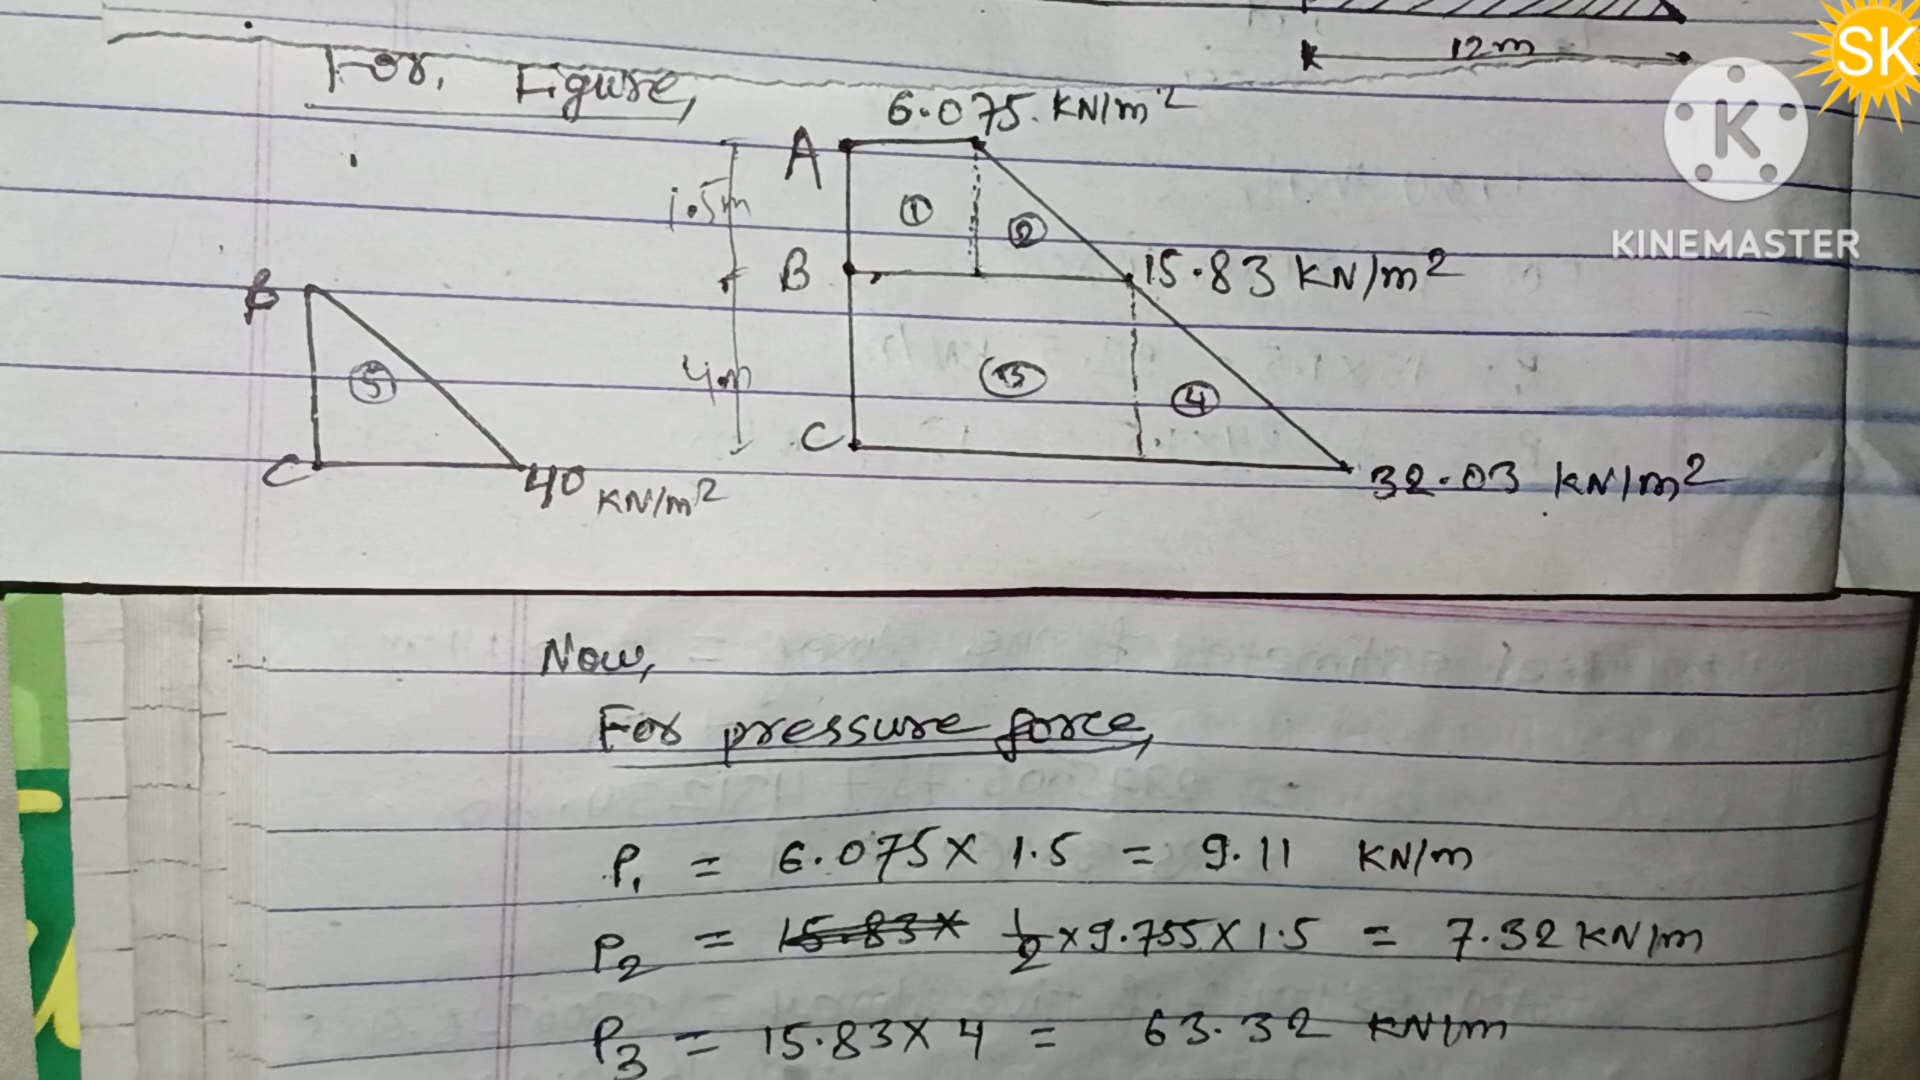 12m
SK
For, Figure,
K
KINEMASTER
6.075 KN/m²
A
1.5m
①
②
B
15.83 KN/m²
4m
③
④
C
32.03 KN/m²
B
⑤
C
40 KN/m²
Now,
For pressure force,
P₁ = 6.075 × 1.5 = 9.11 KN/m
P₂ = 15.83× ½ × 9.755 × 1.5 = 7.32 KN/m
P₃ = 15.83 × 4 = 63.32 KN/m